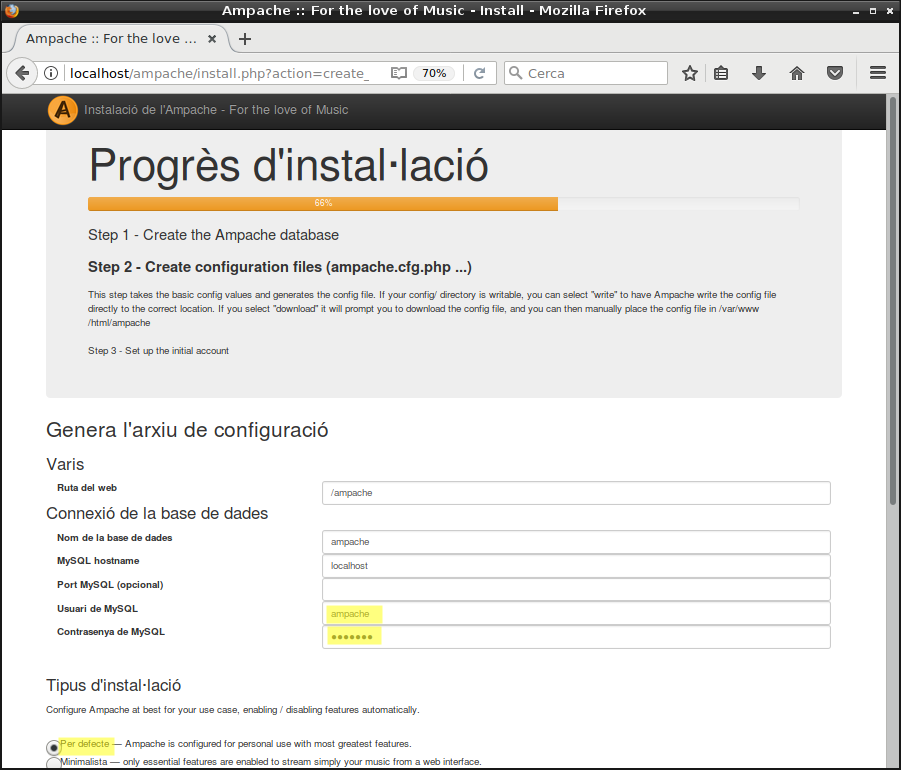 Ampache :: For the love of Music - Install - Mozilla Firefox
Ampache :: For the love ...
localhost/ampache/install.php?action=create_
70%
Cerca
Instalació de l'Ampache - For the love of Music
Progrès d'instal·lació
66%
Step 1 - Create the Ampache database
Step 2 - Create configuration files (ampache.cfg.php ...)
This step takes the basic config values and generates the config file. If your config/ directory is writable, you can select "write" to have Ampache write the config file
directly to the correct location. If you select "download" it will prompt you to download the config file, and you can then manually place the config file in /var/www
/html/ampache
Step 3 - Set up the initial account
Genera l'arxiu de configuració
Varis
Ruta del web
/ampache
Connexió de la base de dades
Nom de la base de dades
ampache
MySQL hostname
localhost
Port MySQL (opcional)
Usuari de MySQL
ampache
Contrasenya de MySQL
•••••••
Tipus d'instal·lació
Configure Ampache at best for your use case, enabling / disabling features automatically.
Per defecte — Ampache is configured for personal use with most greatest features.
Minimalista — only essential features are enabled to stream simply your music from a web interface.